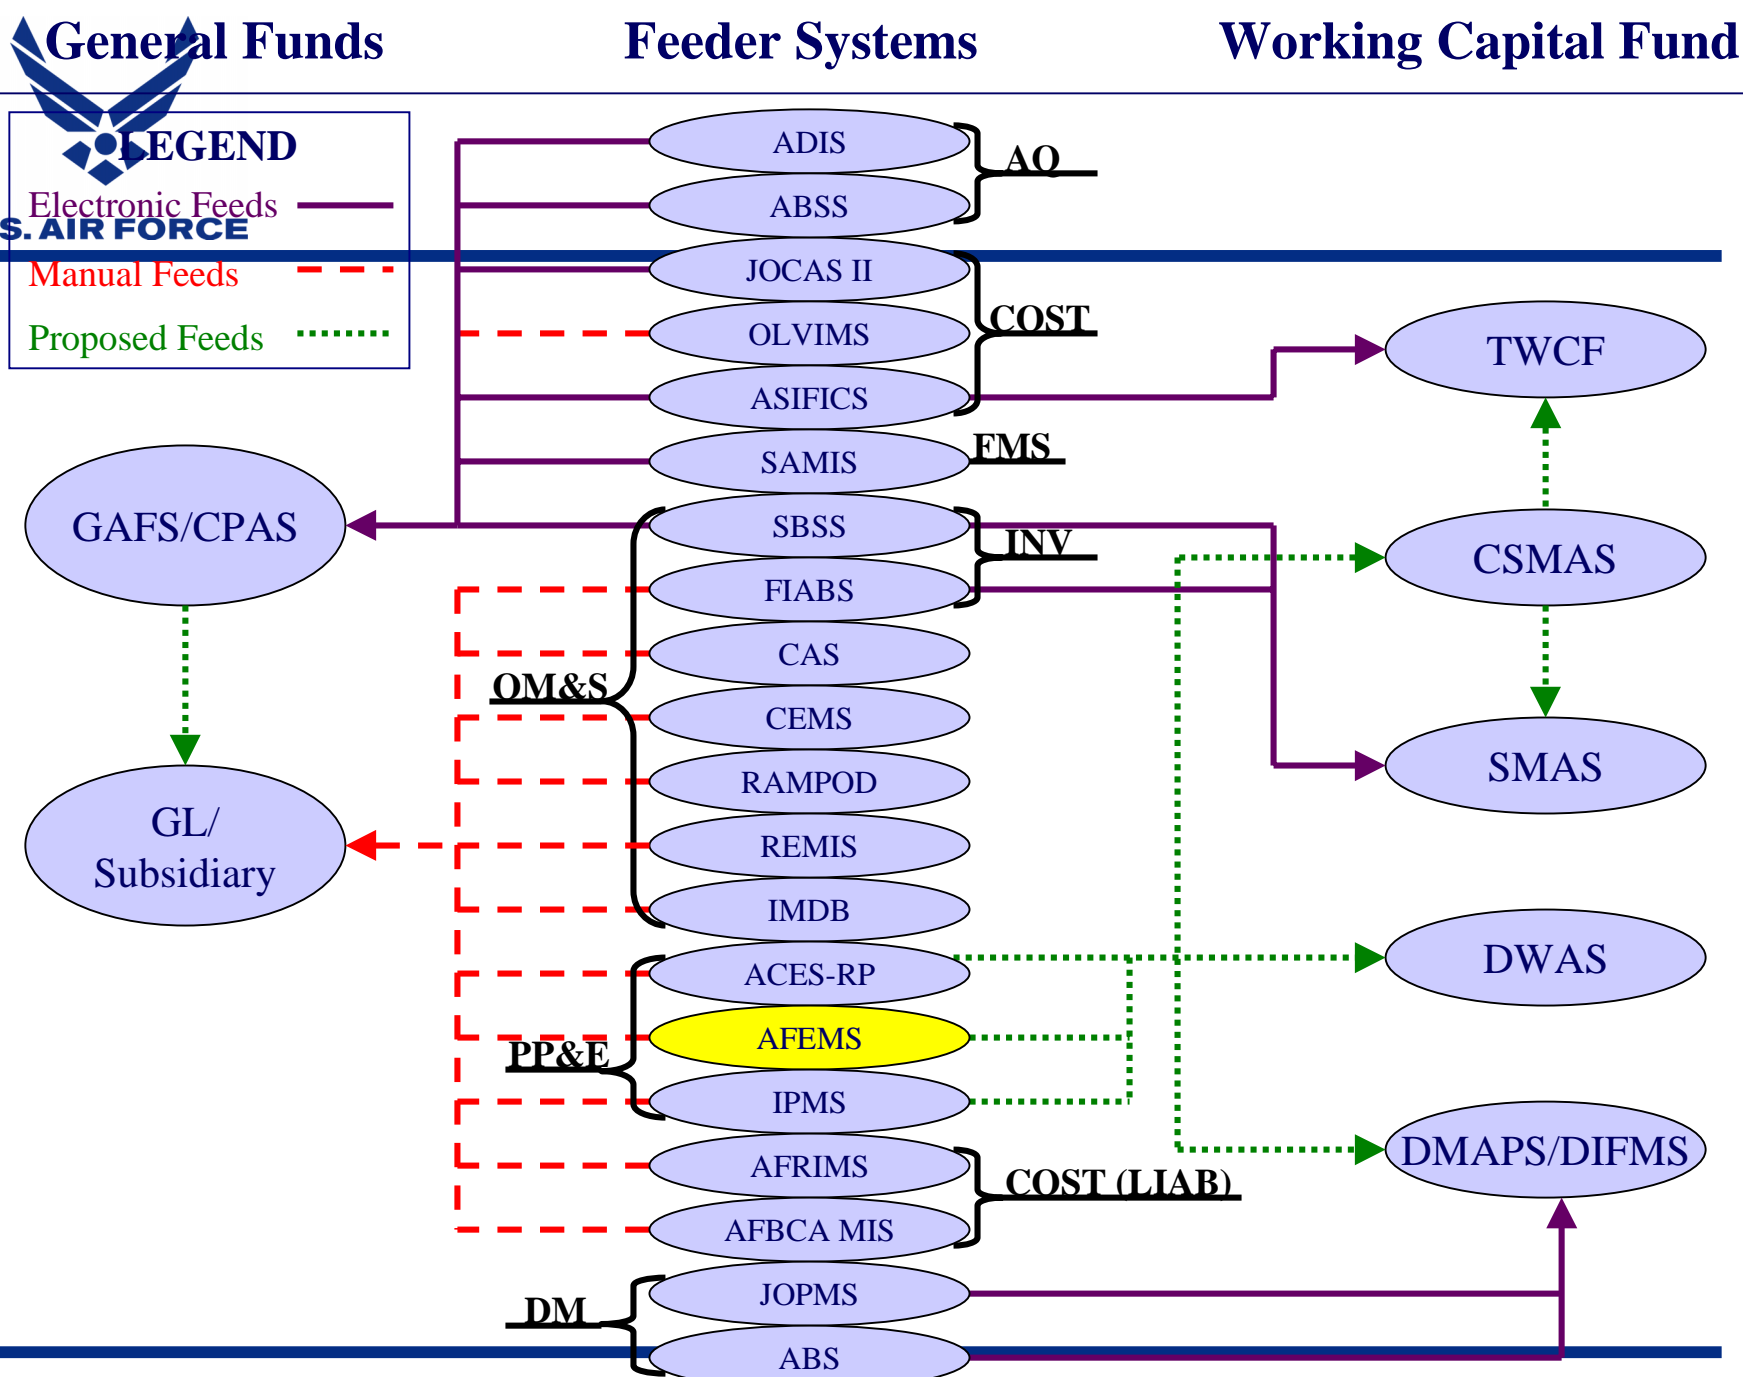 General Funds
Feeder Systems
Working Capital Fund
LEGEND
Electronic Feeds
S. AIR FORCE
Manual Feeds
Proposed Feeds
ADIS
AQ
ABSS
JOCAS II
OLVIMS
COST
ASIFICS
TWCF
SAMIS
FMS
GAFS/CPAS
SBSS
INV
CSMAS
FIABS
CAS
OM&S
CEMS
RAMPOD
SMAS
GL/
Subsidiary
REMIS
IMDB
ACES-RP
DWAS
AFEMS
PP&E
IPMS
AFRIMS
DMAPS/DIFMS
COST (LIAB)
AFBCA MIS
JOPMS
DM
ABS